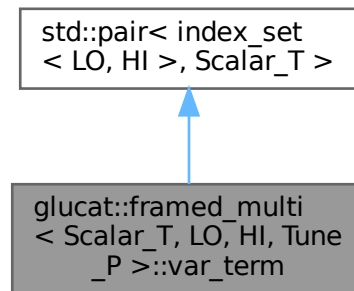 std::pair< index_set
< LO, HI >, Scalar_T >
glucat::framed_multi
< Scalar_T, LO, HI, Tune
_P >::var_term